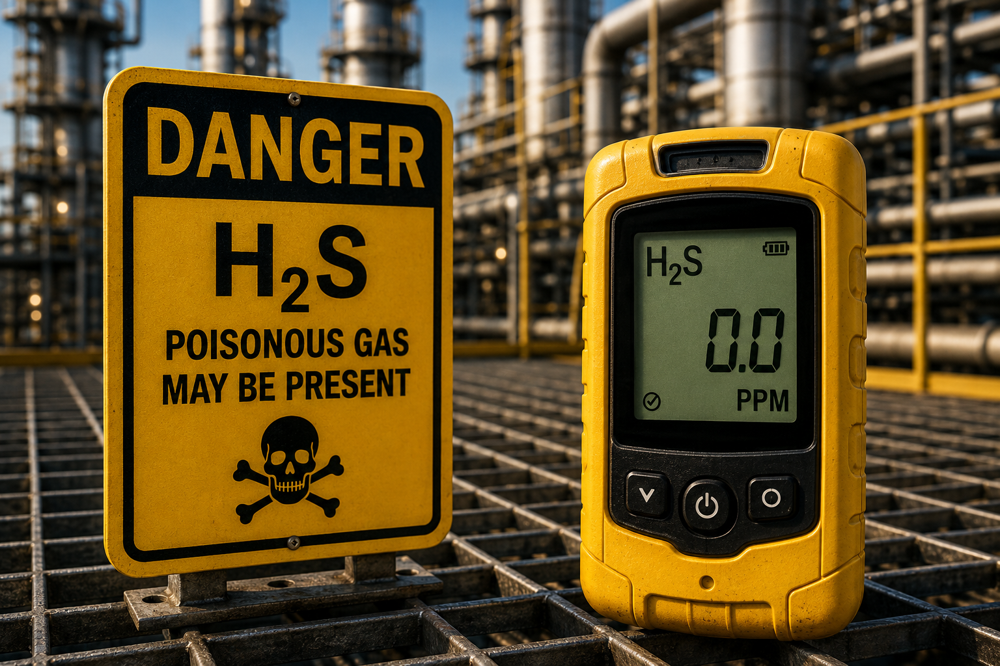 DANGER
H₂S
POISONOUS GAS
MAY BE PRESENT
H₂S
0.0
PPM